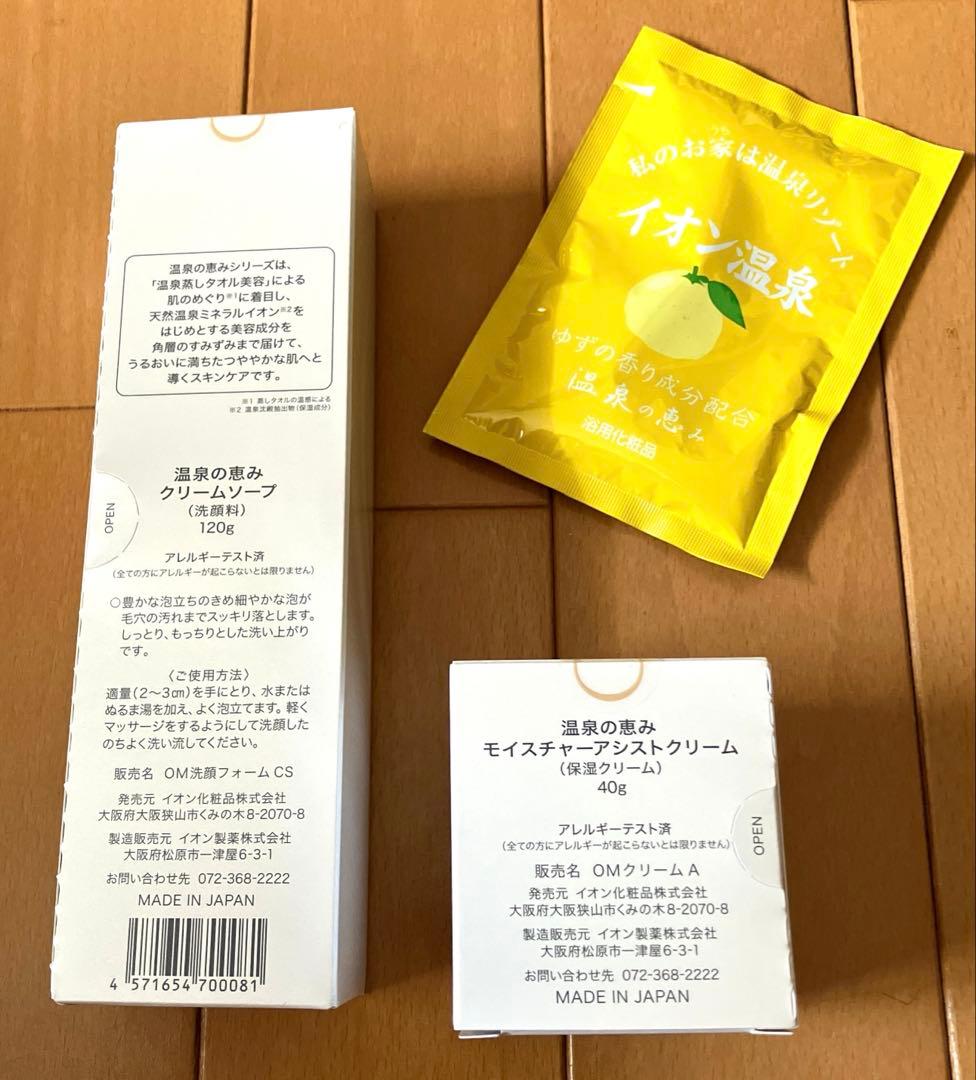 温泉の恵みシリーズは、
「温泉蒸しタオル美容」による
肌のめぐり※1に着目し、
天然温泉ミネラルイオン※2を
はじめとする美容成分を
角層のすみずみまで届けて、
うるおいに満ちたつややかな肌へと
導くスキンケアです。
※1 蒸しタオルの温感による
※2 温泉沈殿抽出物(保湿成分)
OPEN
温泉の恵み
クリームソープ
(洗顔料)
120g
アレルギーテスト済
(全ての方にアレルギーが起こらないとは限りません)
○豊かな泡立ちのきめ細やかな泡が
毛穴の汚れまでスッキリ落とします。
しっとり、もっちりとした洗い上がり
です。
〈ご使用方法〉
適量(2〜3㎝)を手にとり、水または
ぬるま湯を加え、よく泡立てます。軽く
マッサージをするようにして洗顔した
のちよく洗い流してください。
販売名 OM洗顔フォームCS
発売元 イオン化粧品株式会社
大阪府大阪狭山市くみの木8-2070-8
製造販売元 イオン製薬株式会社
大阪府松原市一津屋6-3-1
お問い合わせ先 072-368-2222
MADE IN JAPAN
4 571654 700081
私のお家は温泉リゾート
うち
イオン温泉
ゆずの香り成分配合
温泉の恵み
浴用化粧品
温泉の恵み
モイスチャーアシストクリーム
(保湿クリーム)
40g
アレルギーテスト済
(全ての方にアレルギーが起こらないとは限りません)
OPEN
販売名 OMクリームA
発売元 イオン化粧品株式会社
大阪府大阪狭山市くみの木8-2070-8
製造販売元 イオン製薬株式会社
大阪府松原市一津屋6-3-1
お問い合わせ先 072-368-2222
MADE IN JAPAN